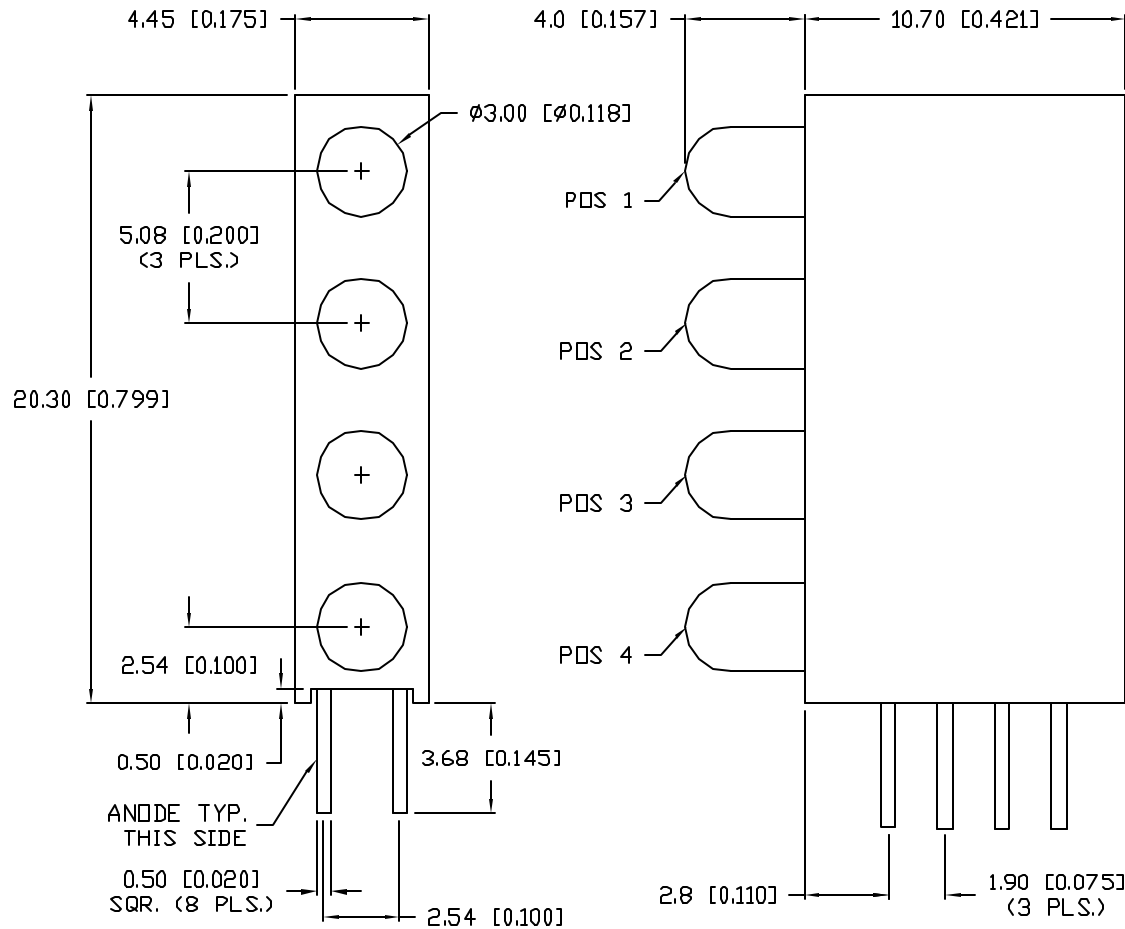 4.45 [0.175]
4.0 [0.157]
10.70 [0.421]
Ø3.00 [Ø0.118]
POS 1
5.08 [0.200]
(3 PLS.)
POS 2
20.30 [0.799]
POS 3
2.54 [0.100]
POS 4
0.50 [0.020]
3.68 [0.145]
ANODE TYP.
THIS SIDE
0.50 [0.020]
SQR. (8 PLS.)
2.54 [0.100]
2.8 [0.110]
1.90 [0.075]
(3 PLS.)